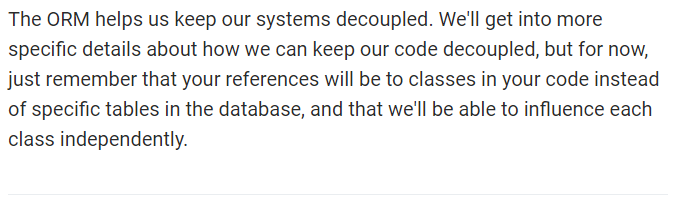 The ORM helps us keep our systems decoupled. We'll get into more
specific details about how we can keep our code decoupled, but for now,
just remember that your references will be to classes in your code instead
of specific tables in the database, and that we'll be able to influence each
class independently.